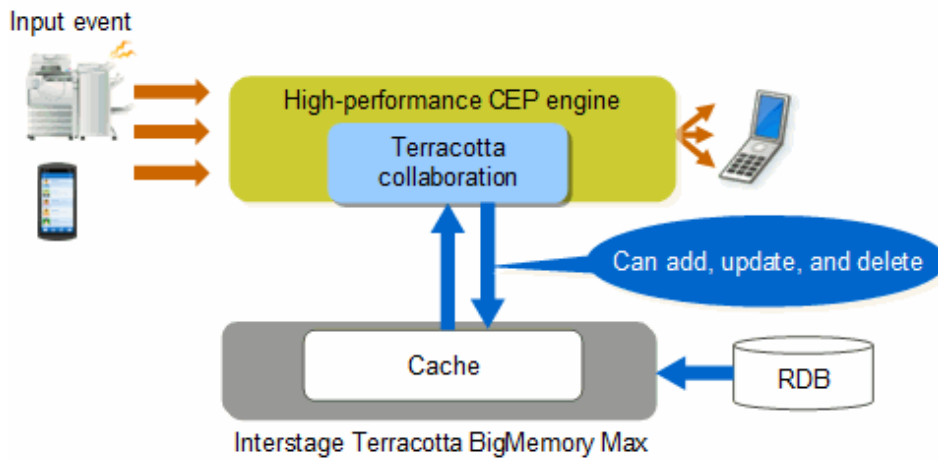 Input event
High-performance CEP engine
Terracotta
collaboration
Can add, update, and delete
Cache
RDB
Interstage Terracotta BigMemory Max